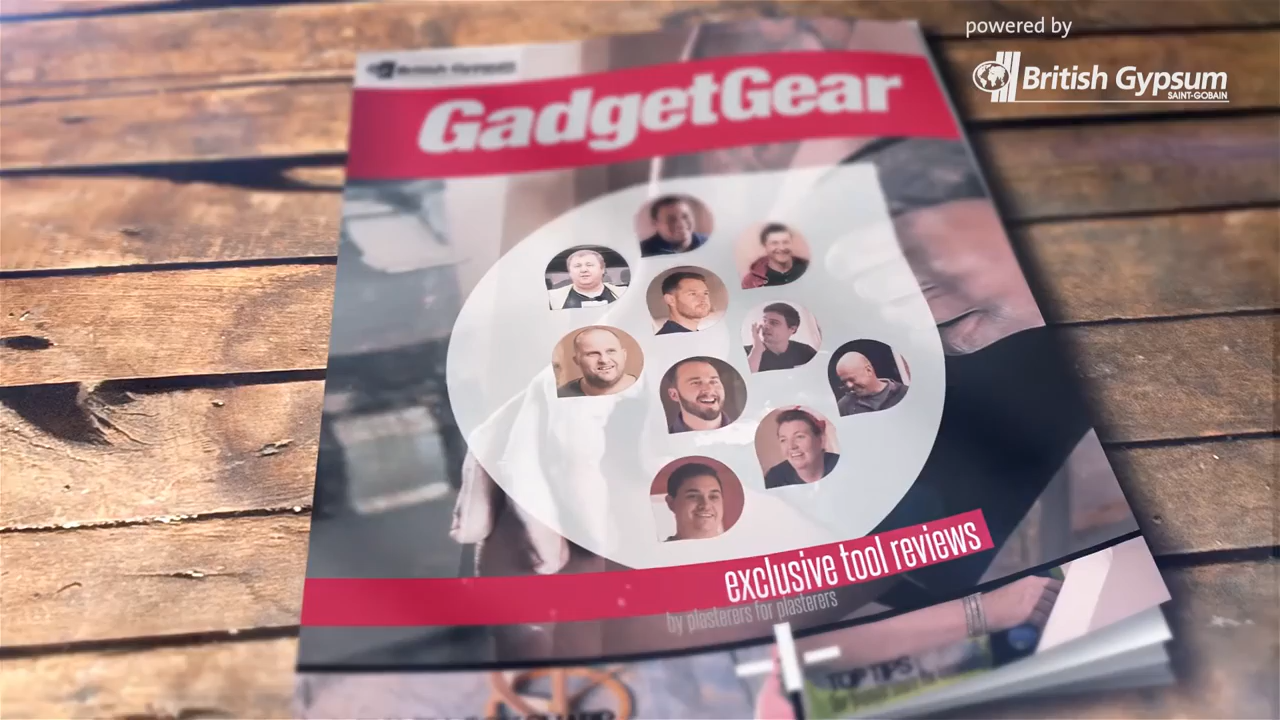 powered by
British Gypsum
SAINT-GOBAIN
British Gypsum
GadgetGear
exclusive tool reviews
by plasterers for plasterers
TOP TIPS